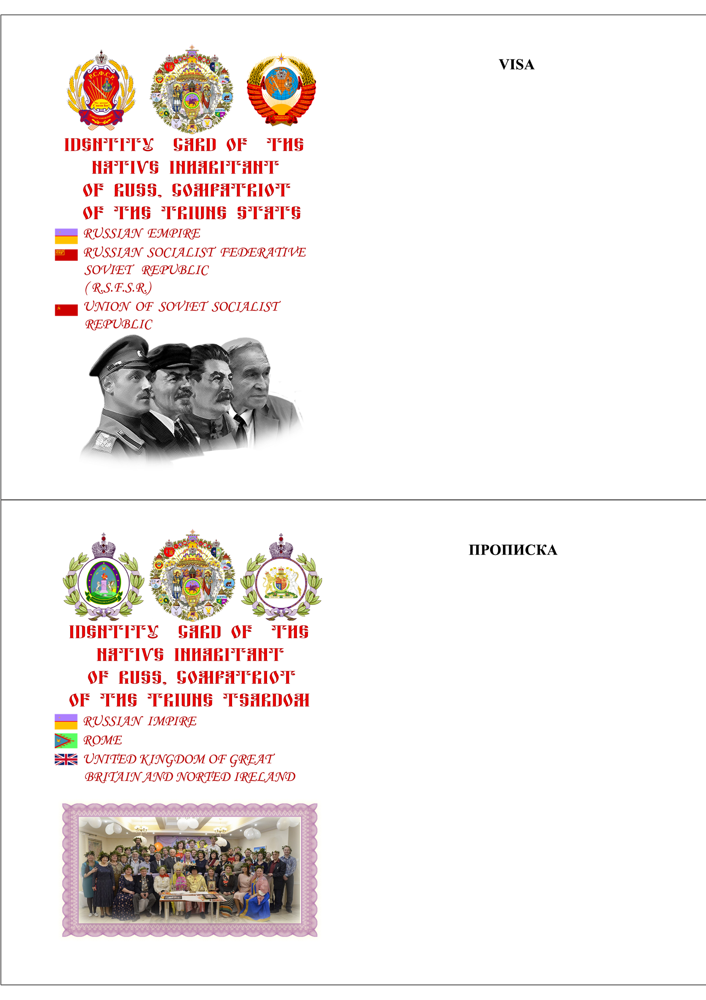 Р.С.Ф.С.Р.
С нами Бог!
VISA
IDENTITY CARD OF THE
NATIVE INHABITANT
OF RUSS, COMPATRIOT
OF THE TRIUNE STATE
RUSSIAN EMPIRE
RUSSIAN SOCIALIST FEDERATIVE
SOVIET REPUBLIC
( R.S.F.S.R.)
UNION OF SOVIET SOCIALIST
REPUBLIC
ПРОПИСКА
IDENTITY CARD OF THE
NATIVE INHABITANT
OF RUSS, COMPATRIOT
OF THE TRIUNE TSARDOM
RUSSIAN IMPIRE
ROME
UNITED KINGDOM OF GREAT
BRITAIN AND NORTED IRELAND